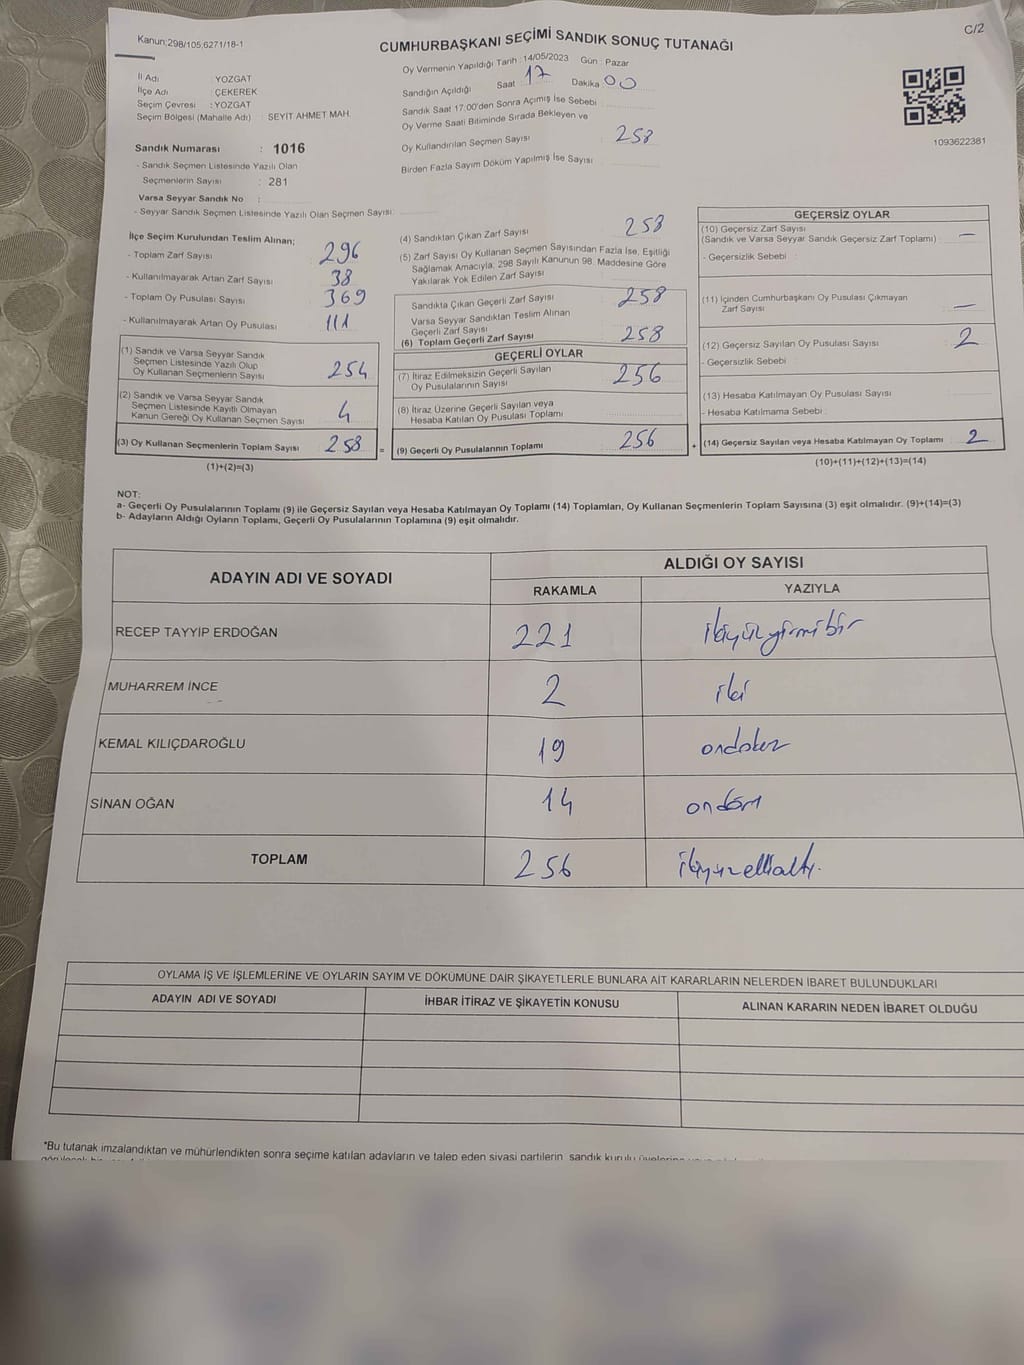 Kanun:298/105,6271/18-1
C/2
CUMHURBAŞKANI SEÇİMİ SANDIK SONUÇ TUTANAĞI
İl Adı : YOZGAT
İlçe Adı : ÇEKEREK
Seçim Çevresi : YOZGAT
Seçim Bölgesi (Mahalle Adı) : SEYİT AHMET MAH.
Sandık Numarası : 1016
- Sandık Seçmen Listesinde Yazılı Olan
Seçmenlerin Sayısı : 281
Varsa Seyyar Sandık No :
- Seyyar Sandık Seçmen Listesinde Yazılı Olan Seçmen Sayısı:
Oy Vermenin Yapıldığı Tarih :14/05/2023 Gün : Pazar
Sandığın Açıldığı Saat 17 Dakika 00
Sandık Saat 17:00'den Sonra Açımış İse Sebebi
Oy Verme Saati Bitiminde Sırada Bekleyen ve
Oy Kullandırılan Seçmen Sayısı : 258
Birden Fazla Sayım Döküm Yapılmış İse Sayısı :
1093622381
İlçe Seçim Kurulundan Teslim Alınan;
- Toplam Zarf Sayısı : 296
- Kullanılmayarak Artan Zarf Sayısı : 38
- Toplam Oy Pusulası Sayısı : 369
- Kullanılmayarak Artan Oy Pusulası : 111
(1) Sandık ve Varsa Seyyar Sandık
Seçmen Listesinde Yazılı Olup
Oy Kullanan Seçmenlerin Sayısı : 254
(2) Sandık ve Varsa Seyyar Sandık
Seçmen Listesinde Kayıtlı Olmayan
Kanun Gereği Oy Kullanan Seçmen Sayısı : 4
(3) Oy Kullanan Seçmenlerin Toplam Sayısı : 258
(1)+(2)=(3)
(4) Sandıktan Çıkan Zarf Sayısı : 258
(5) Zarf Sayısı Oy Kullanan Seçmen Sayısından Fazla İse, Eşitliği
Sağlamak Amacıyla, 298 Sayılı Kanunun 98. Maddesine Göre
Yakılarak Yok Edilen Zarf Sayısı :
Sandıkta Çıkan Geçerli Zarf Sayısı : 258
Varsa Seyyar Sandıktan Teslim Alınan
Geçerli Zarf Sayısı :
(6) Toplam Geçerli Zarf Sayısı : 258
GEÇERLİ OYLAR
(7) İtiraz Edilmeksizin Geçerli Sayılan
Oy Pusulalarının Sayısı : 256
(8) İtiraz Üzerine Geçerli Sayılan veya
Hesaba Katılan Oy Pusulası Toplamı :
= (9) Geçerli Oy Pusulalarının Toplamı : 256
GEÇERSİZ OYLAR
(10) Geçersiz Zarf Sayısı
(Sandık ve Varsa Seyyar Sandık Geçersiz Zarf Toplamı) : —
- Geçersizlik Sebebi :
(11) İçinden Cumhurbaşkanı Oy Pusulası Çıkmayan
Zarf Sayısı : —
(12) Geçersiz Sayılan Oy Pusulası Sayısı : 2
- Geçersizlik Sebebi :
(13) Hesaba Katılmayan Oy Pusulası Sayısı :
- Hesaba Katılmama Sebebi :
+ (14) Geçersiz Sayılan veya Hesaba Katılmayan Oy Toplamı : 2
(10)+(11)+(12)+(13)=(14)
NOT:
a- Geçerli Oy Pusulalarının Toplamı (9) ile Geçersiz Sayılan veya Hesaba Katılmayan Oy Toplamı (14) Toplamları, Oy Kullanan Seçmenlerin Toplam Sayısına (3) eşit olmalıdır. (9)+(14)=(3)
b- Adayların Aldığı Oyların Toplamı, Geçerli Oy Pusulalarının Toplamına (9) eşit olmalıdır.
ADAYIN ADI VE SOYADI
ALDIĞI OY SAYISI
RAKAMLA YAZIYLA
RECEP TAYYİP ERDOĞAN 221 ikiyüzyirmibir
MUHARREM İNCE 2 iki
KEMAL KILIÇDAROĞLU 19 ondokuz
SİNAN OĞAN 14 ondört
TOPLAM 256 ikiyüzellialtı.
OYLAMA İŞ VE İŞLEMLERİNE VE OYLARIN SAYIM VE DÖKÜMÜNE DAİR ŞİKAYETLERLE BUNLARA AİT KARARLARIN NELERDEN İBARET BULUNDUKLARI
ADAYIN ADI VE SOYADI İHBAR İTİRAZ VE ŞİKAYETİN KONUSU ALINAN KARARIN NEDEN İBARET OLDUĞU
*Bu tutanak imzalandıktan ve mühürlendikten sonra seçime katılan adayların ve talep eden siyasi partilerin, sandık kurulu üyelerine